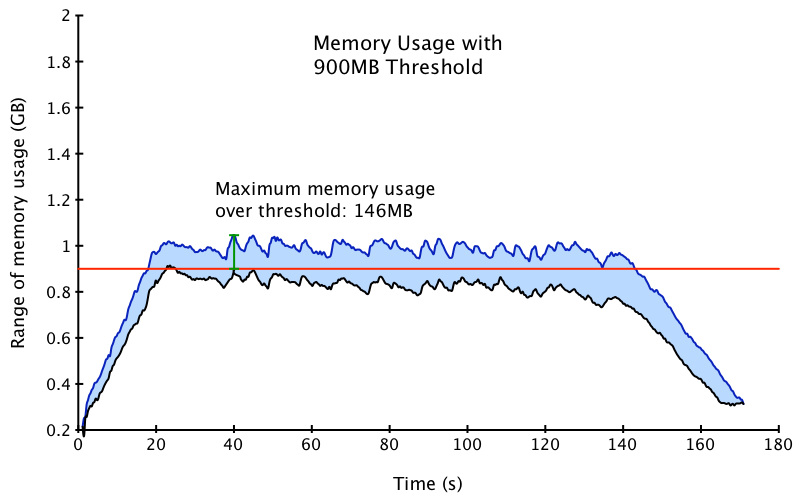 Memory Usage with
900MB Threshold
Maximum memory usage
over threshold: 146MB
Range of memory usage (GB)
2
1.8
1.6
1.4
1.2
1
0.8
0.6
0.4
0.2
0 20 40 60 80 100 120 140 160 180
Time (s)